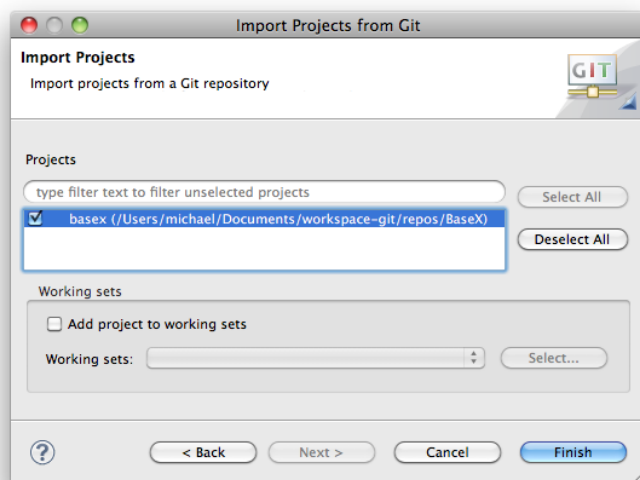 Import Projects from Git
Import Projects
Import projects from a Git repository
GIT
Projects
type filter text to filter unselected projects
Select All
basex (/Users/michael/Documents/workspace-git/repos/BaseX)
Deselect All
Working sets
Add project to working sets
Working sets:
Select...
?
< Back
Next >
Cancel
Finish